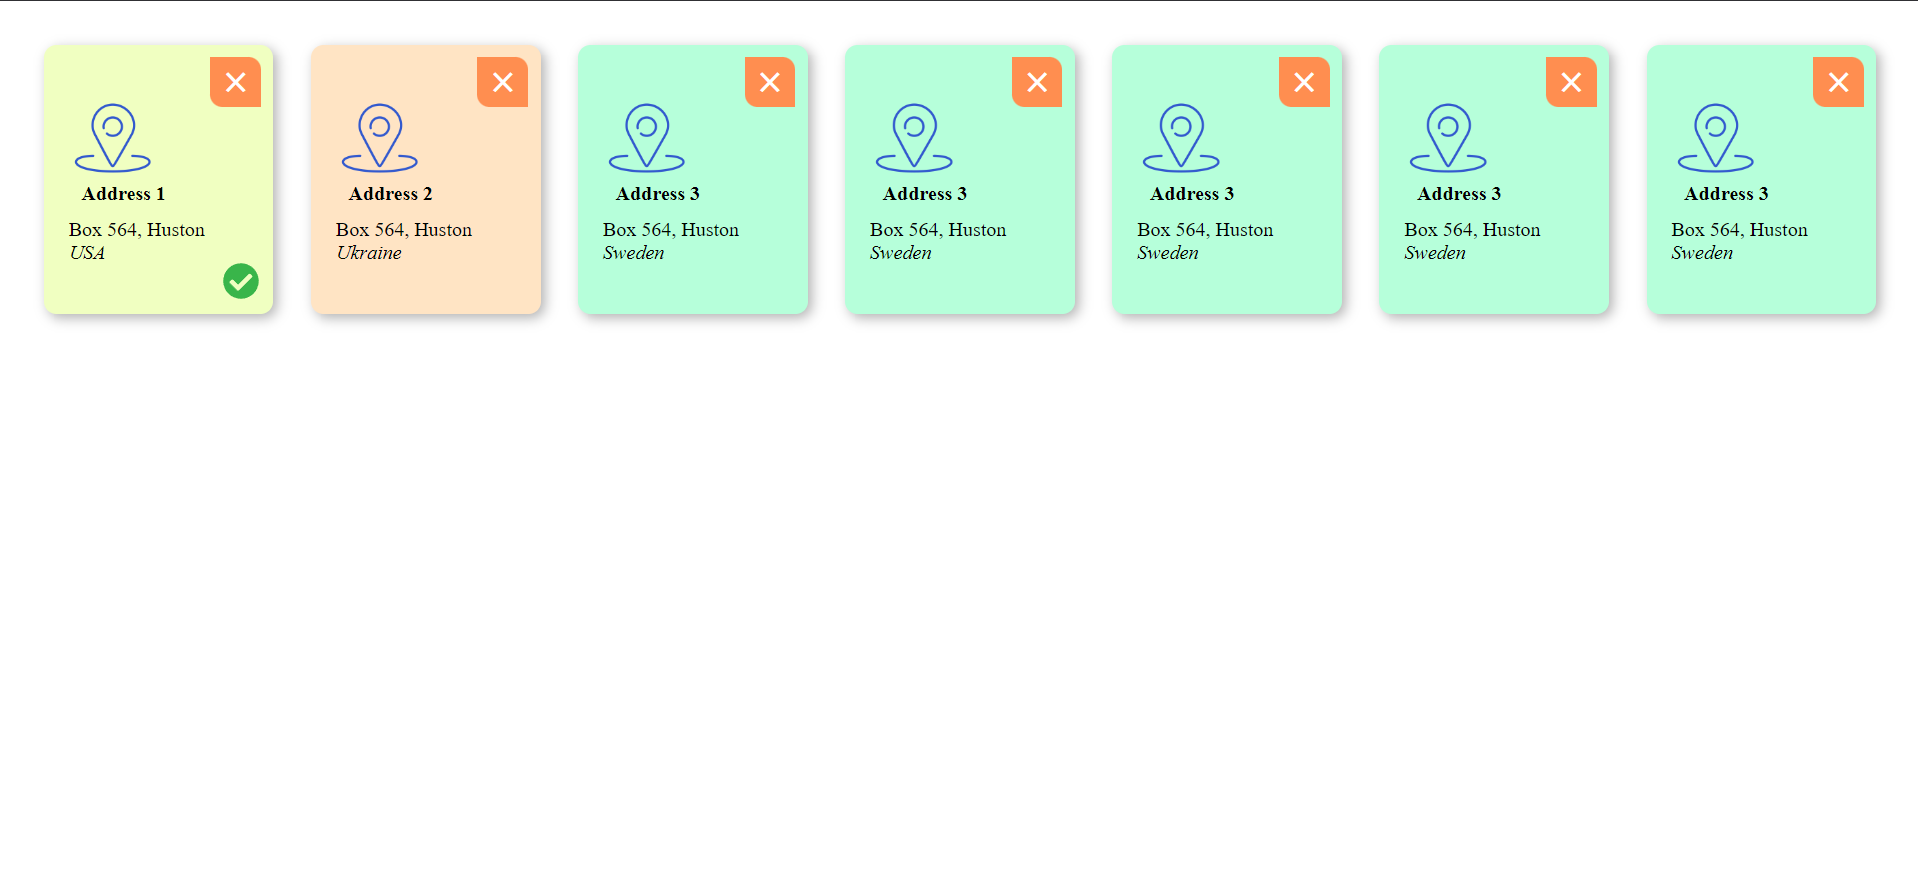 Address 1
Box 564, Huston
USA
Address 2
Box 564, Huston
Ukraine
Address 3
Box 564, Huston
Sweden
Address 3
Box 564, Huston
Sweden
Address 3
Box 564, Huston
Sweden
Address 3
Box 564, Huston
Sweden
Address 3
Box 564, Huston
Sweden